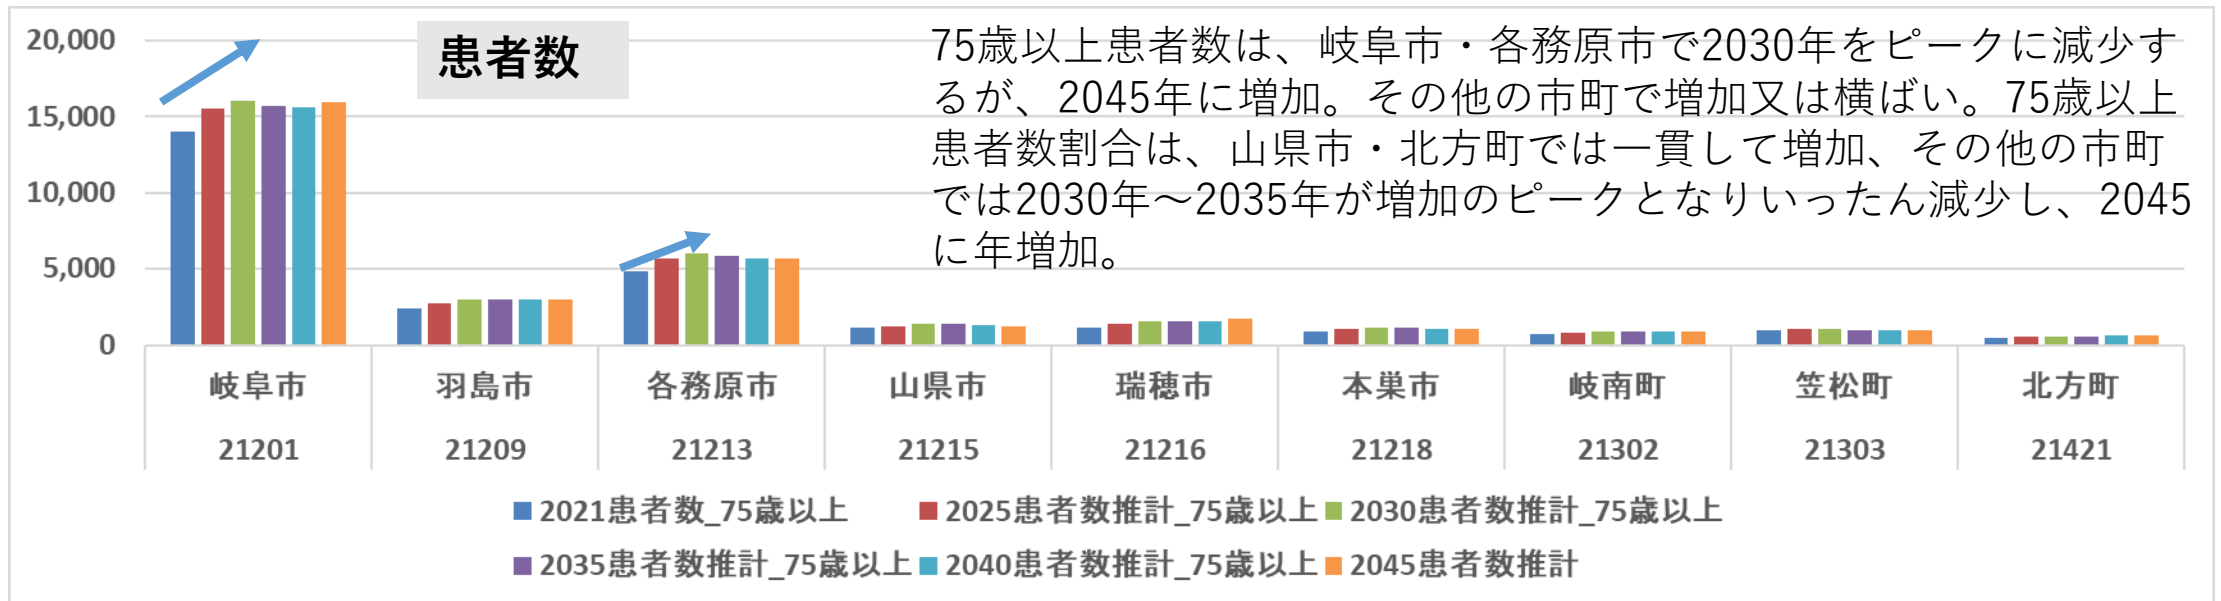 患者数
75歳以上患者数は、岐阜市・各務原市で2030年をピークに減少す
るが、2045年に増加。その他の市町で増加又は横ばい。75歳以上
患者数割合は、山県市・北方町では一貫して増加、その他の市町
では2030年～2035年が増加のピークとなりいったん減少し、2045
に年増加。
20,000
15,000
10,000
5,000
0
岐阜市 羽島市 各務原市 山県市 瑞穂市 本巣市 岐南町 笠松町 北方町
21201 21209 21213 21215 21216 21218 21302 21303 21421
2021患者数_75歳以上 2025患者数推計_75歳以上 2030患者数推計_75歳以上
2035患者数推計_75歳以上 2040患者数推計_75歳以上 2045患者数推計